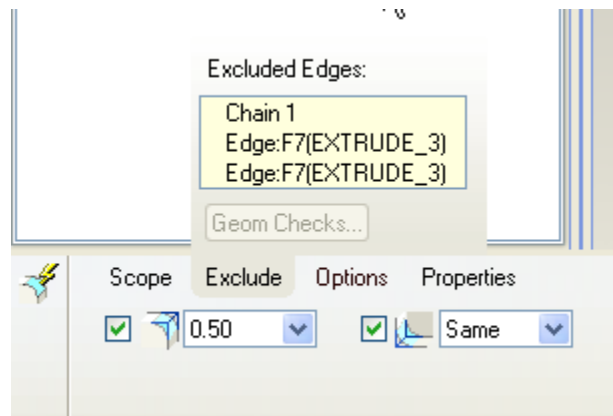 Excluded Edges:
Chain 1
Edge:F7(EXTRUDE_3)
Edge:F7(EXTRUDE_3)
Geom Checks...
Scope Exclude Options Properties
0.50 Same